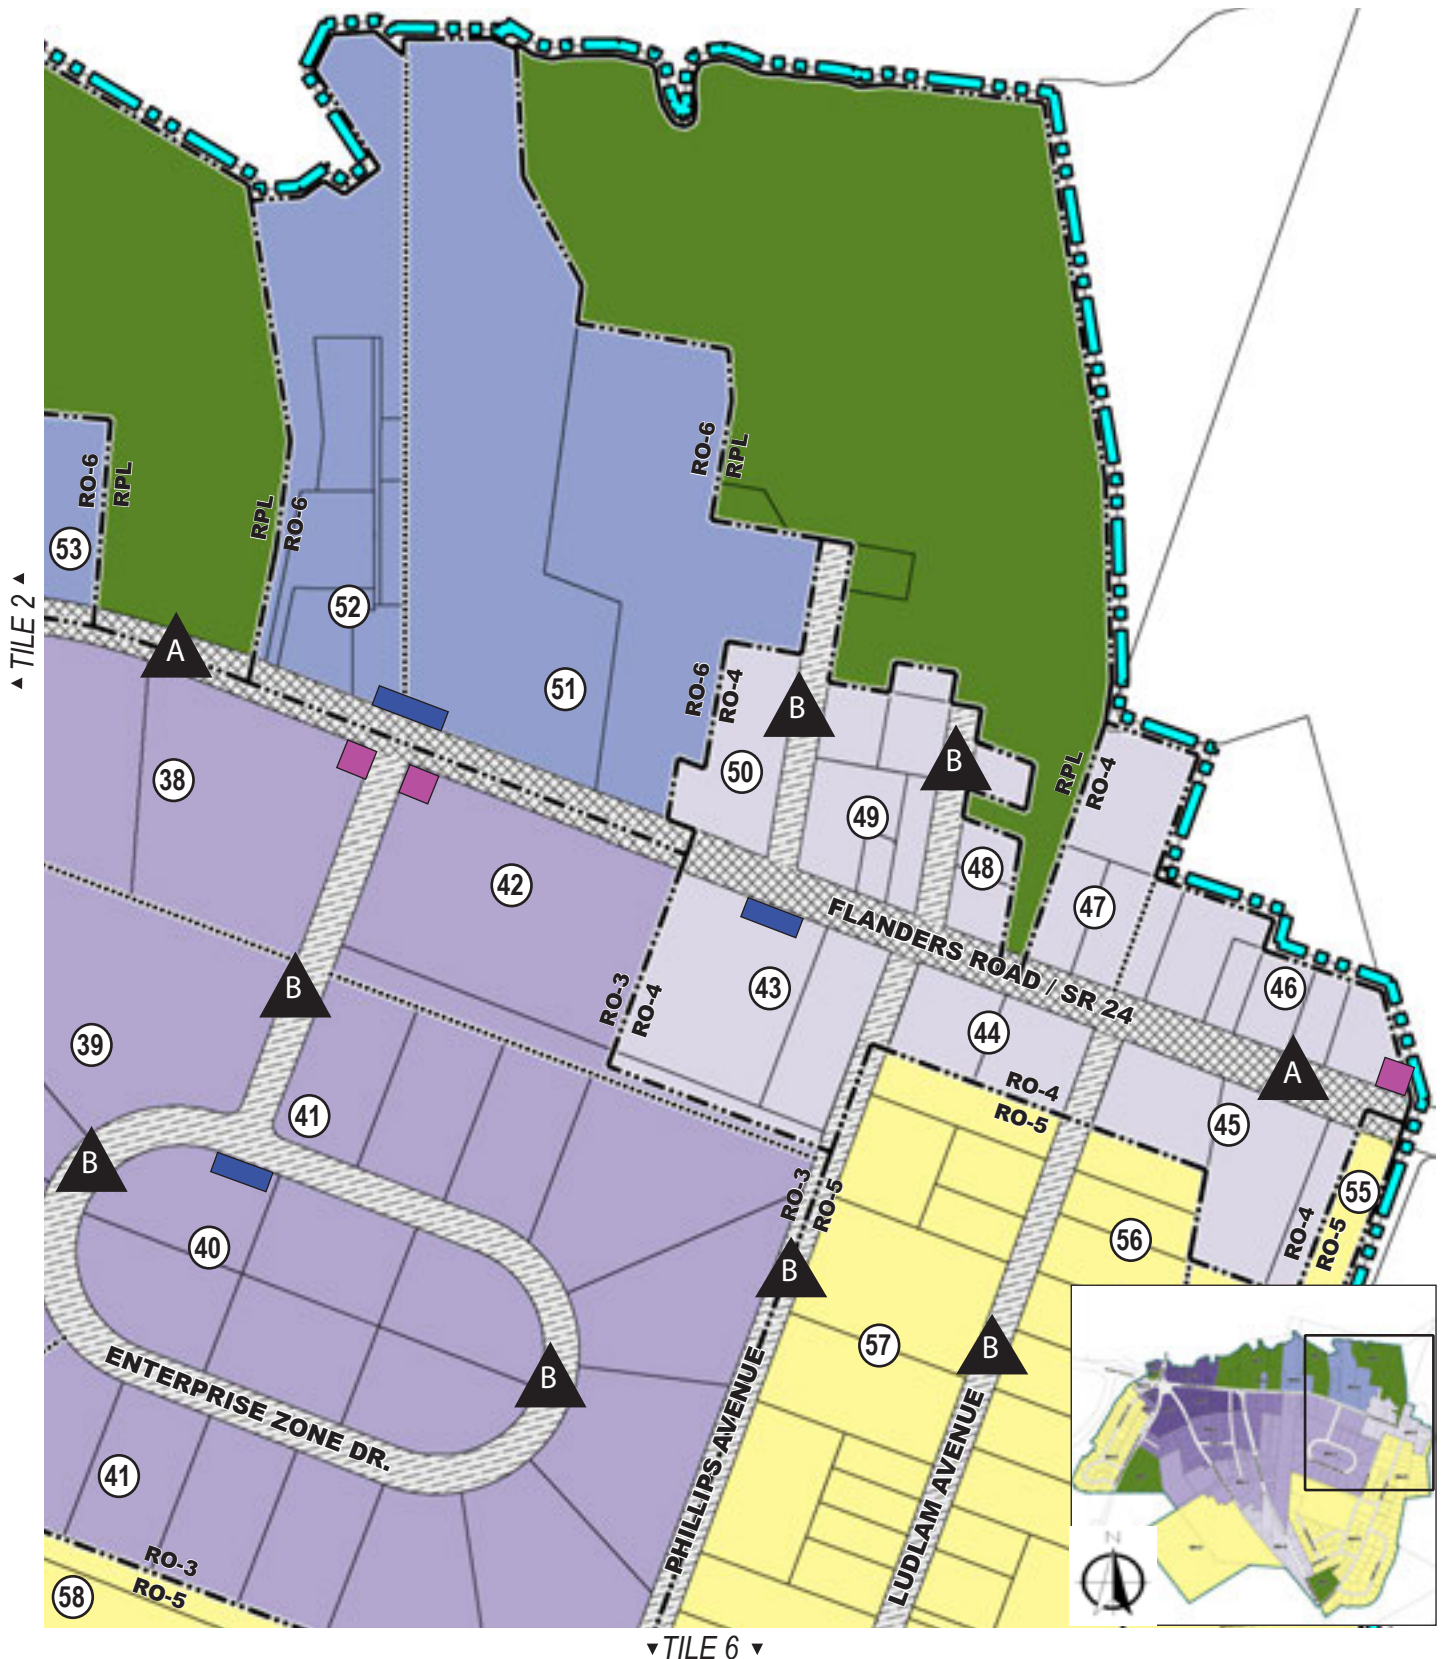 RO-6
RPL
RO-6
RPL
RPL
RO-6
53
52
◄ TILE 2 ◄
A
51
RO-6
RO-4
B
B
50
RPL
RO-4
38
49
48
47
42
FLANDERS ROAD / SR 24
B
RO-3
RO-4
43
44
46
39
A
RO-4
RO-5
41
45
B
RO-3
RO-5
55
40
RO-4
RO-5
56
B
57
B
B
ENTERPRISE ZONE DR.
PHILLIPS AVENUE
LUDLAM AVENUE
41
RO-3
RO-5
58
N
▼TILE 6 ▼